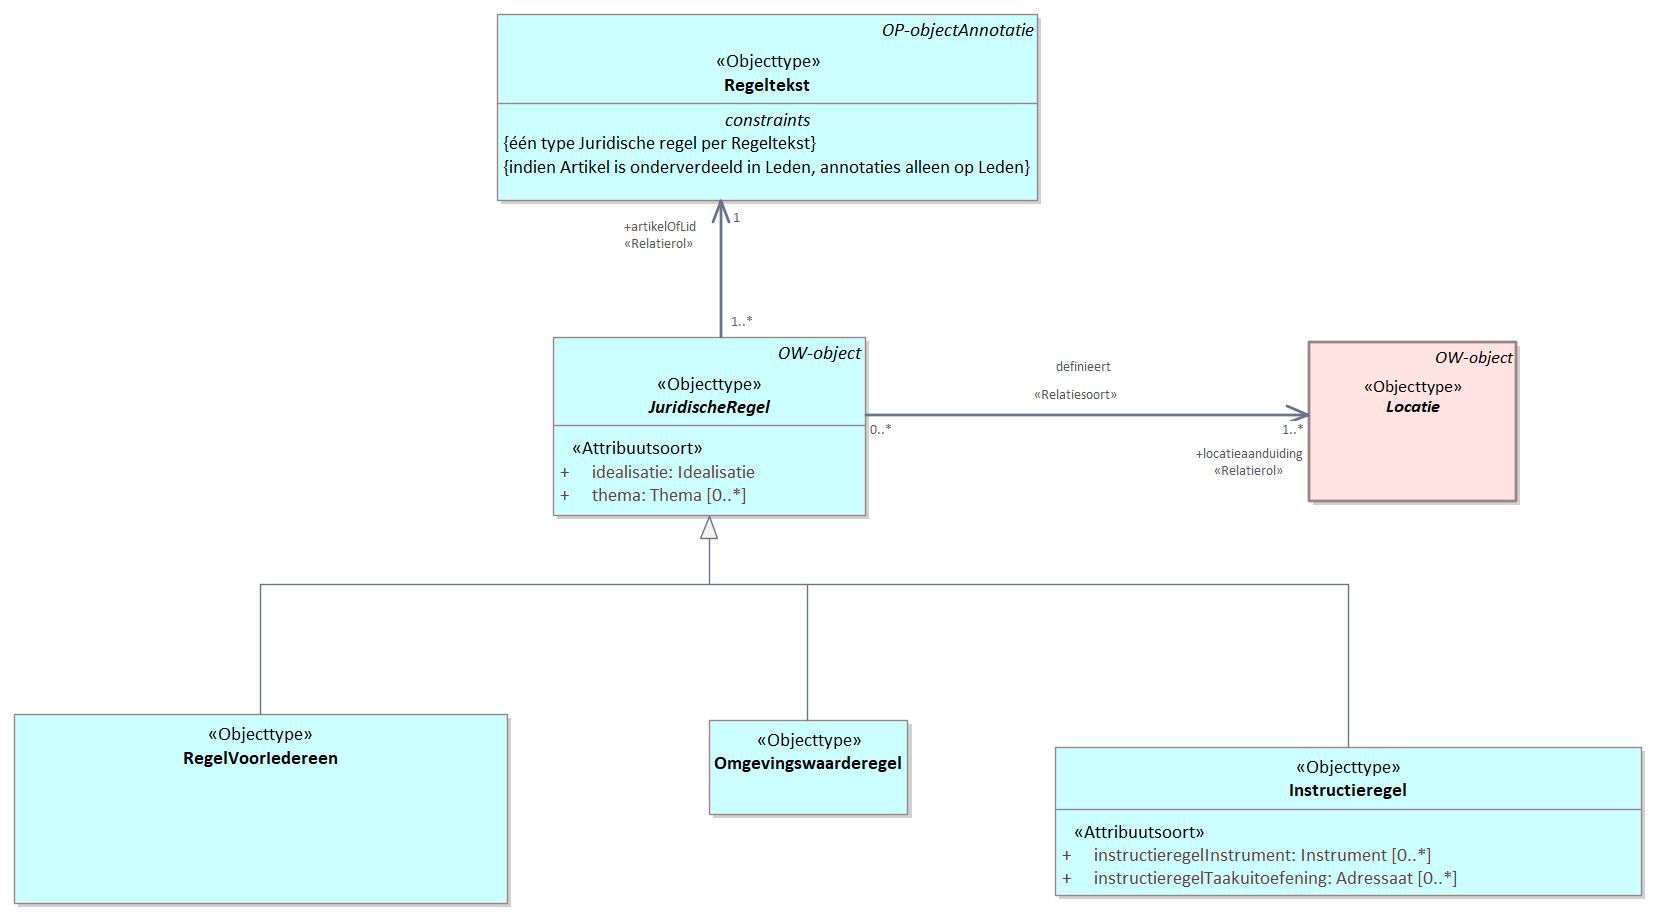 OP-objectAnnotatie
«Objecttype»
Regeltekst
constraints
{één type Juridische regel per Regeltekst}
{indien Artikel is onderverdeeld in Leden, annotaties alleen op Leden}
1
+artikelOfLid
«Relatierol»
1..*
OW-object
«Objecttype»
JuridischeRegel
«Attribuutsoort»
+ idealisatie: Idealisatie
+ thema: Thema [0..*]
definieert
«Relatiesoort»
0..*
1..*
+locatieaanduiding
«Relatierol»
OW-object
«Objecttype»
Locatie
«Objecttype»
RegelVoorIedereen
«Objecttype»
Omgevingswaarderegel
«Objecttype»
Instructieregel
«Attribuutsoort»
+ instructieregelInstrument: Instrument [0..*]
+ instructieregelTaakuitoefening: Adressaat [0..*]